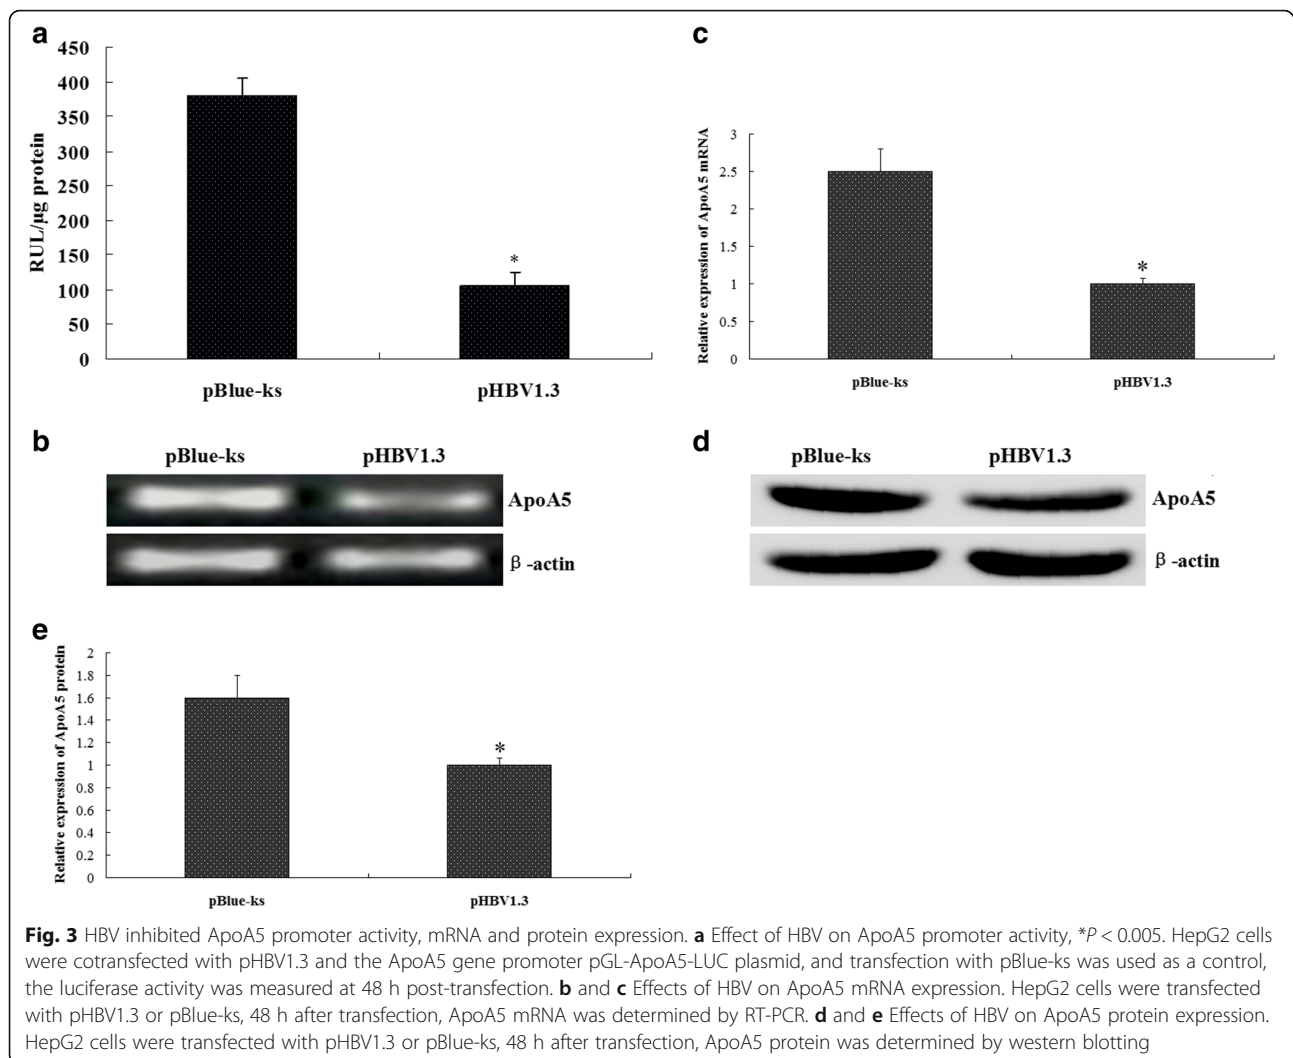 a
450
400
350
300
250
200
150
100
50
0
RUL/μg protein
*
pBlue-ks
pHBV1.3
c
3
2.5
2
1.5
1
0.5
0
Relative expression of ApoA5 mRNA
*
pBlue-ks
pHBV1.3
b
pBlue-ks
pHBV1.3
ApoA5
β-actin
d
pBlue-ks
pHBV1.3
ApoA5
β-actin
e
2
1.8
1.6
1.4
1.2
1
0.8
0.6
0.4
0.2
0
Relative expression of ApoA5 protein
*
pBlue-ks
pHBV1.3
Fig. 3 HBV inhibited ApoA5 promoter activity, mRNA and protein expression. a Effect of HBV on ApoA5 promoter activity, *P < 0.005. HepG2 cells
were cotransfected with pHBV1.3 and the ApoA5 gene promoter pGL-ApoA5-LUC plasmid, and transfection with pBlue-ks was used as a control,
the luciferase activity was measured at 48 h post-transfection. b and c Effects of HBV on ApoA5 mRNA expression. HepG2 cells were transfected
with pHBV1.3 or pBlue-ks, 48 h after transfection, ApoA5 mRNA was determined by RT-PCR. d and e Effects of HBV on ApoA5 protein expression.
HepG2 cells were transfected with pHBV1.3 or pBlue-ks, 48 h after transfection, ApoA5 protein was determined by western blotting